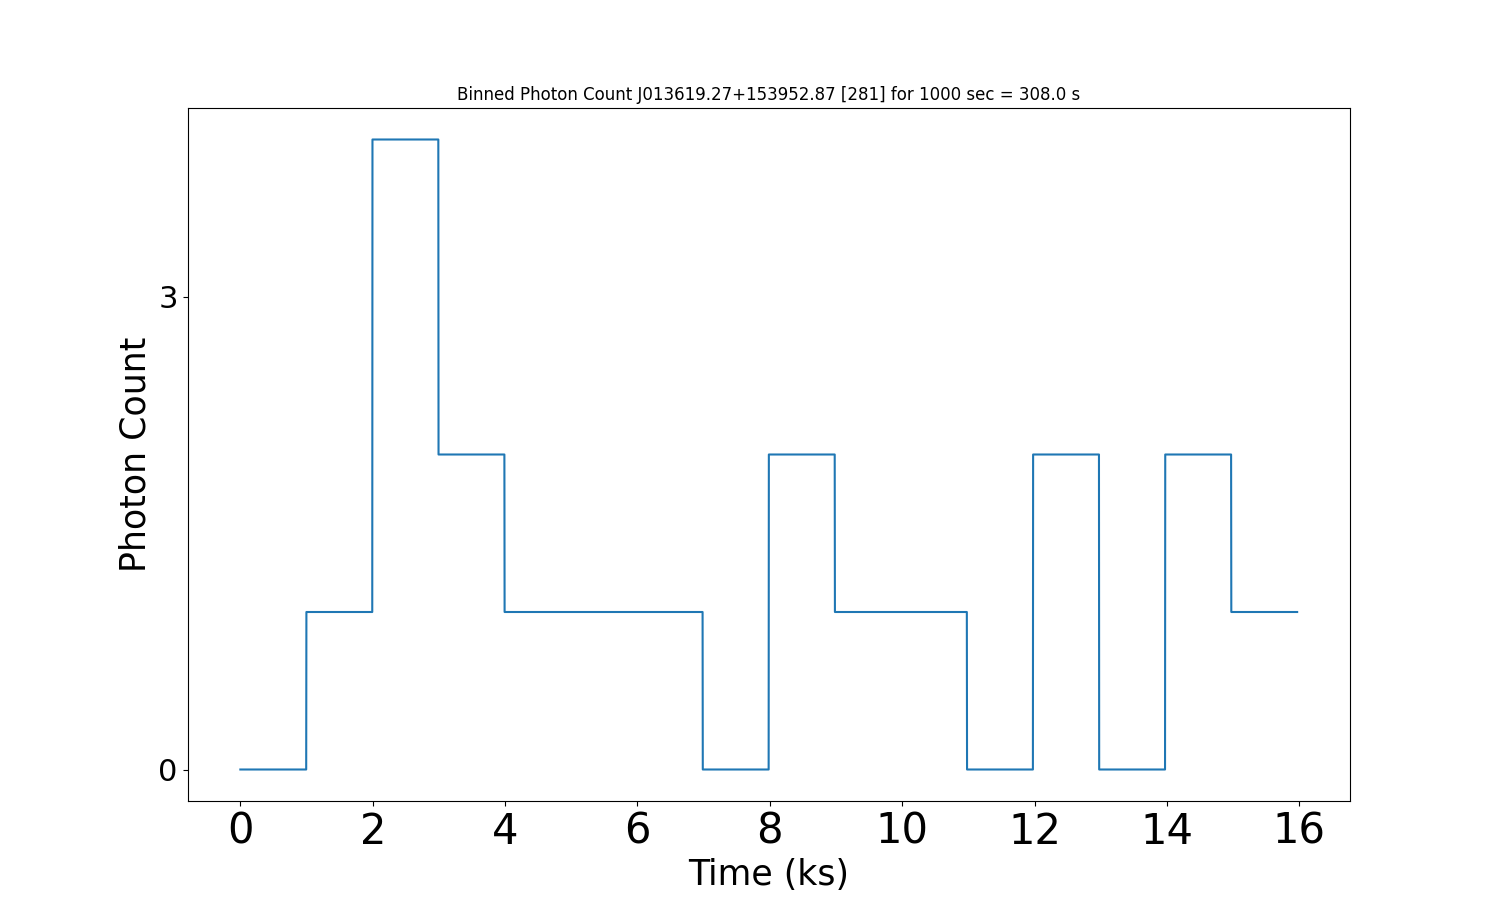 Binned Photon Count J013619.27+153952.87 [281] for 1000 sec = 308.0 s
3
0
Photon Count
0 2 4 6 8 10 12 14 16
Time (ks)